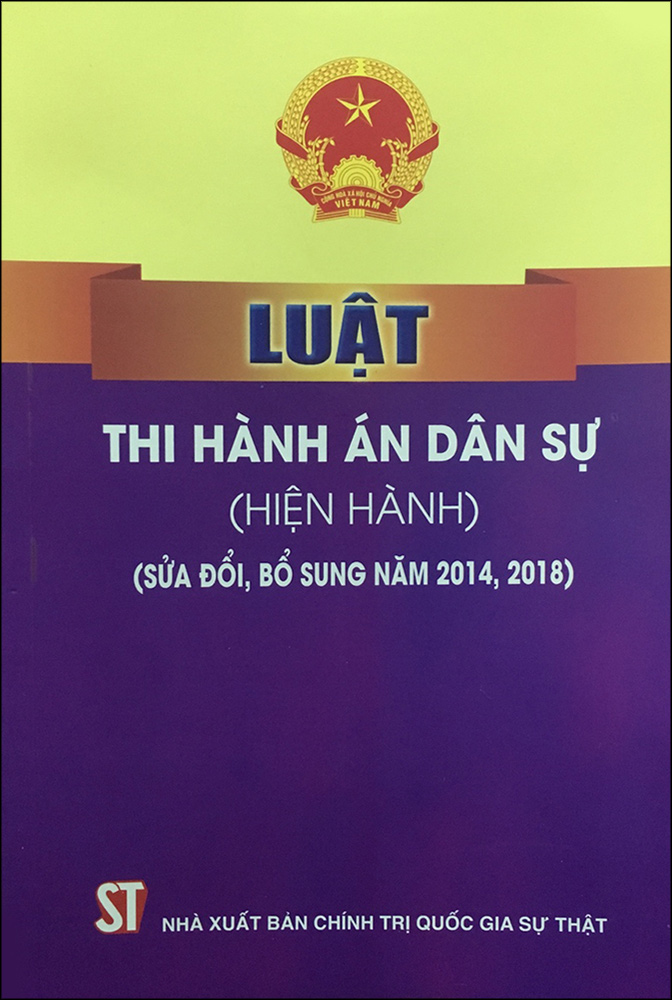 CỘNG HÒA XÃ HỘI CHỦ NGHĨA
VIỆT NAM
LUẬT
THI HÀNH ÁN DÂN SỰ
(HIỆN HÀNH)
(SỬA ĐỔI, BỔ SUNG NĂM 2014, 2018)
ST
NHÀ XUẤT BẢN CHÍNH TRỊ QUỐC GIA SỰ THẬT